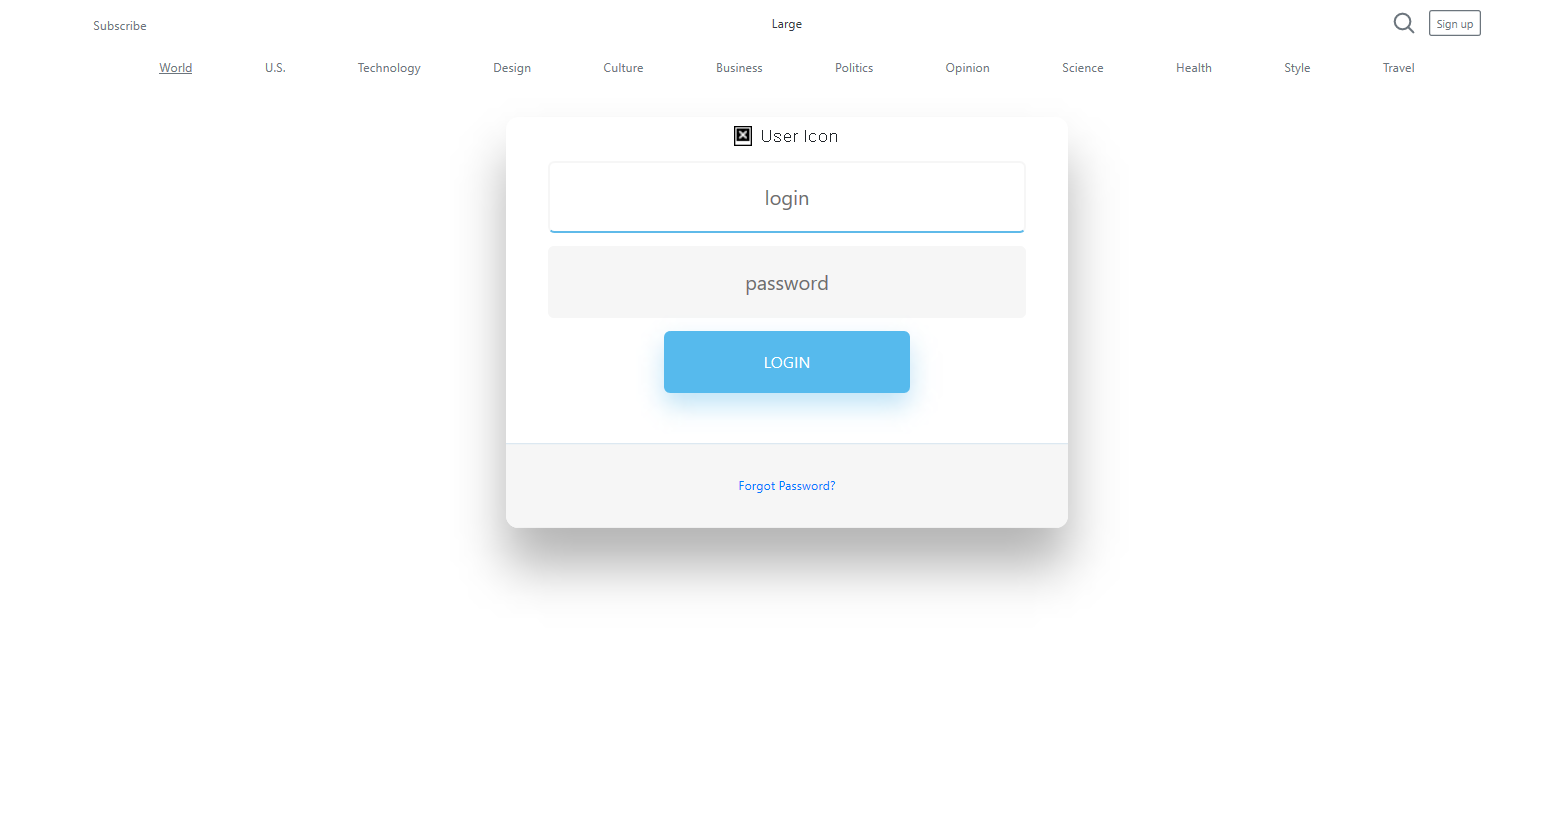 Subscribe Large Sign up
World U.S. Technology Design Culture Business Politics Opinion Science Health Style Travel
User Icon
login
password
LOGIN
Forgot Password?